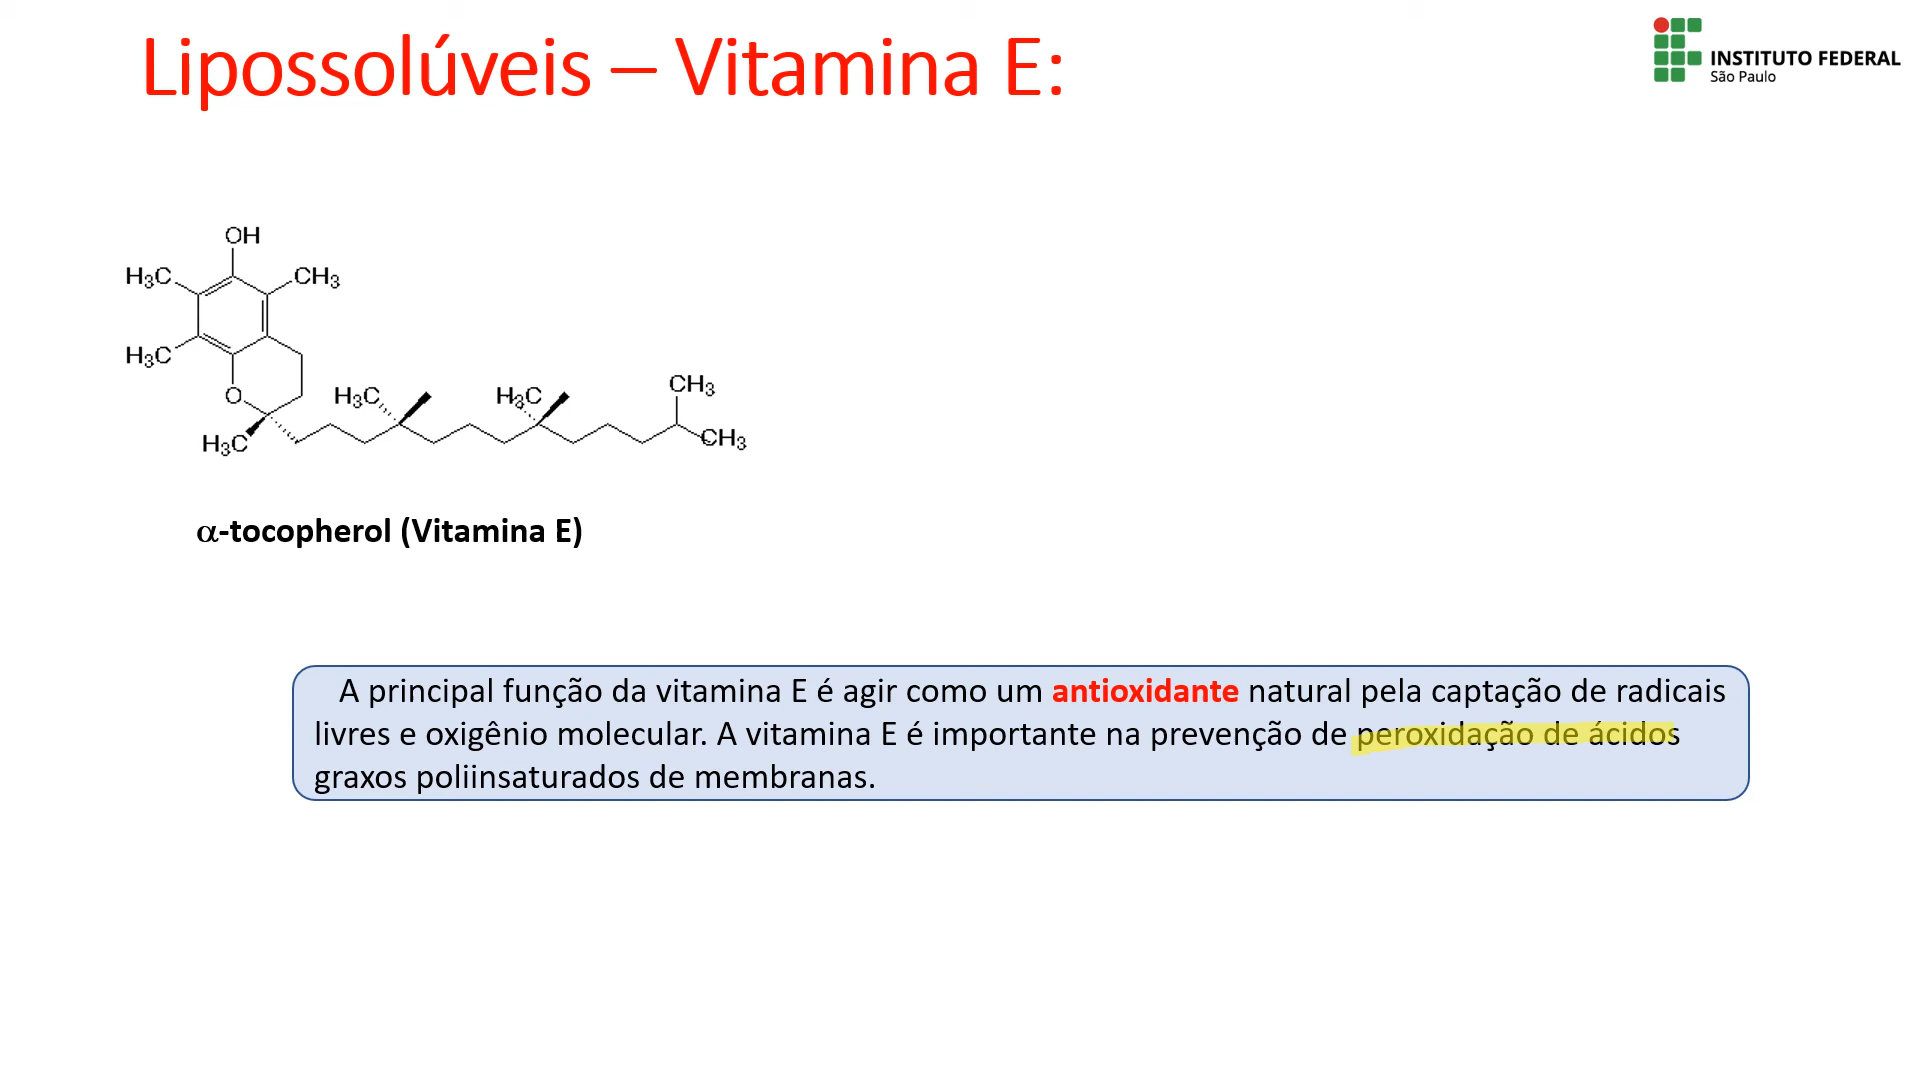 Lipossolúveis – Vitamina E:
INSTITUTO FEDERAL
São Paulo
OH
H₃C
CH₃
H₃C
O
H₃C
H₃C
H₃C
CH₃
CH₃
α-tocopherol (Vitamina E)
A principal função da vitamina E é agir como um antioxidante natural pela captação de radicais
livres e oxigênio molecular. A vitamina E é importante na prevenção de peroxidação de ácidos
graxos poliinsaturados de membranas.